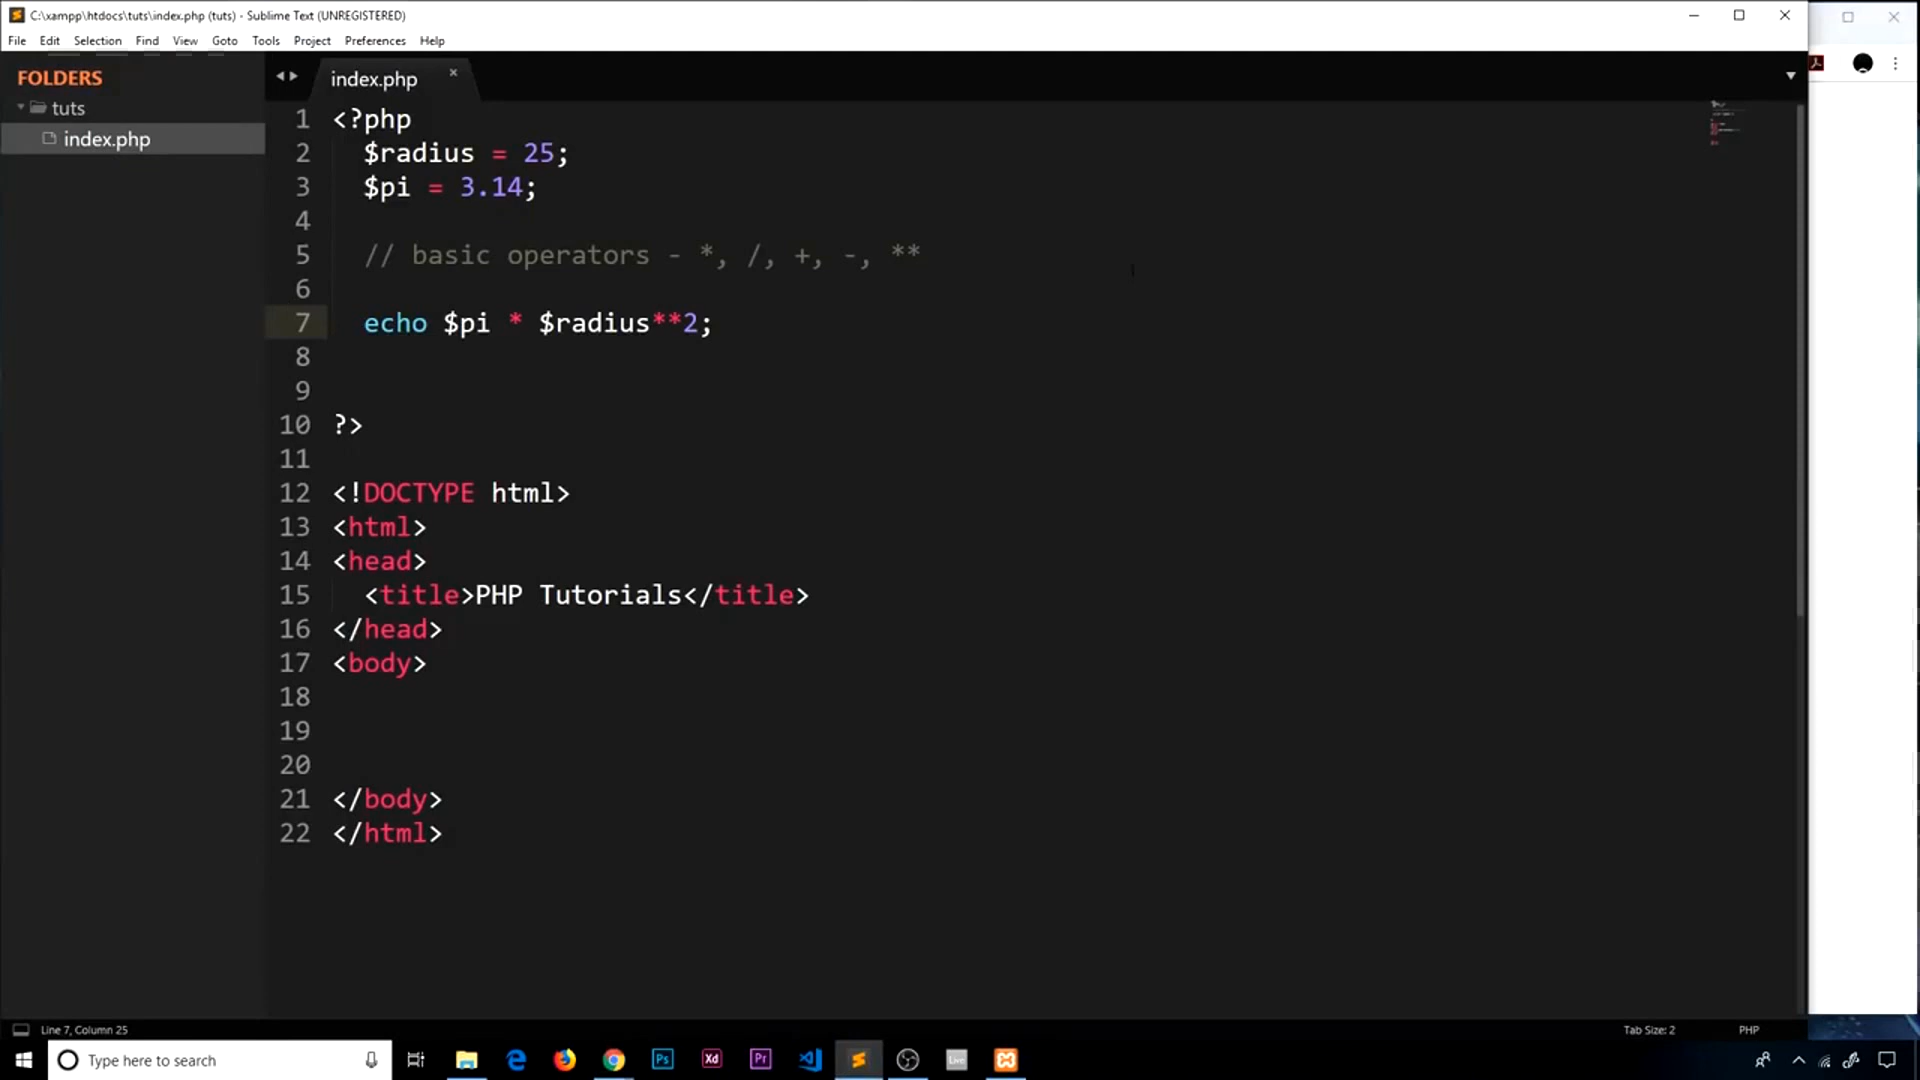 C:\xampp\htdocs\tuts\index.php (tuts) - Sublime Text (UNREGISTERED)
File Edit Selection Find View Goto Tools Project Preferences Help
FOLDERS
tuts
index.php
index.php
1 <?php
2 $radius = 25;
3 $pi = 3.14;
4
5 // basic operators - *, /, +, -, **
6
7 echo $pi * $radius**2;
8
9
10 ?>
11
12 <!DOCTYPE html>
13 <html>
14 <head>
15 <title>PHP Tutorials</title>
16 </head>
17 <body>
18
19
20
21 </body>
22 </html>
Line 7, Column 25
Tab Size: 2
PHP
Type here to search
Ps
Xd
Pr
Live